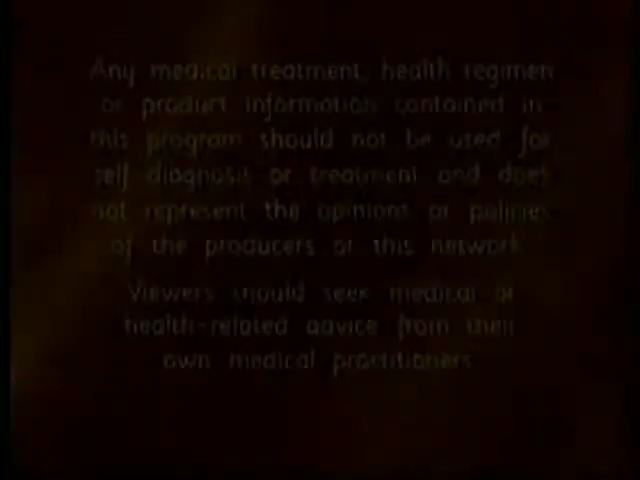 Any medical treatment, health regimen
or product information contained in
this program should not be used for
self diagnosis or treatment and does
not represent the opinions or policies
of the producers or this network.
Viewers should seek medical or
health-related advice from their
own medical practitioners.